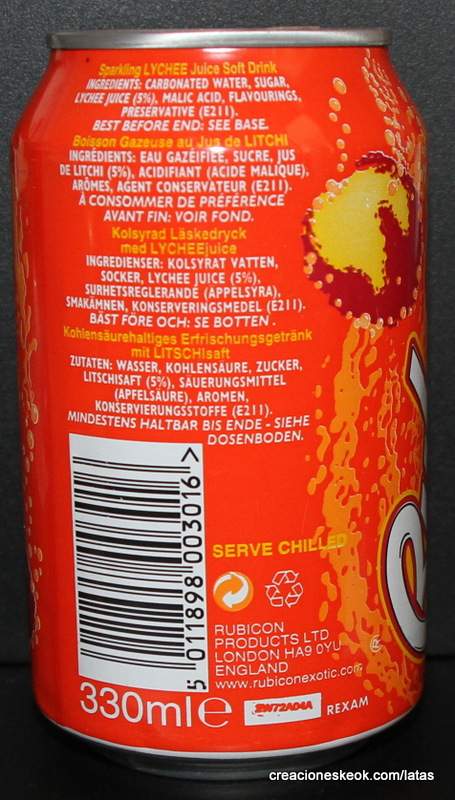 Sparkling LYCHEE Juice Soft Drink
INGREDIENTS: CARBONATED WATER, SUGAR,
LYCHEE JUICE (5%), MALIC ACID, FLAVOURINGS,
PRESERVATIVE (E211).
BEST BEFORE END: SEE BASE.
Boisson Gazeuse au Jus de LITCHI
INGRÉDIENTS: EAU GAZÉIFIÉE, SUCRE, JUS
DE LITCHI (5%), ACIDIFIANT (ACIDE MALIQUE),
ARÔMES, AGENT CONSERVATEUR (E211).
À CONSOMMER DE PRÉFÉRENCE
AVANT FIN: VOIR FOND.
Kolsyrad Läskedryck
med LYCHEEjuice
INGREDIENSER: KOLSYRAT VATTEN,
SOCKER, LYCHEE JUICE (5%),
SURHETSREGLERANDE (ÄPPELSYRA),
SMAKÄMNEN, KONSERVERINGSMEDEL (E211).
BÄST FÖRE OCH: SE BOTTEN.
Kohlensäurehaltiges Erfrischungsgetränk
mit LITSCHIsaft
ZUTATEN: WASSER, KOHLENSÄURE, ZUCKER,
LITSCHISAFT (5%), SÄUERUNGSMITTEL
(APFELSÄURE), AROMEN,
KONSERVIERUNGSSTOFFE (E211).
MINDESTENS HALTBAR BIS ENDE - SIEHE
DOSENBODEN.
5 011898 003016 >
SERVE CHILLED
RUBICON
PRODUCTS LTD
LONDON HA9 0YU
ENGLAND
www.rubiconexotic.com
330ml e
2W72A04A REXAM
creacioneskeok.com/latas